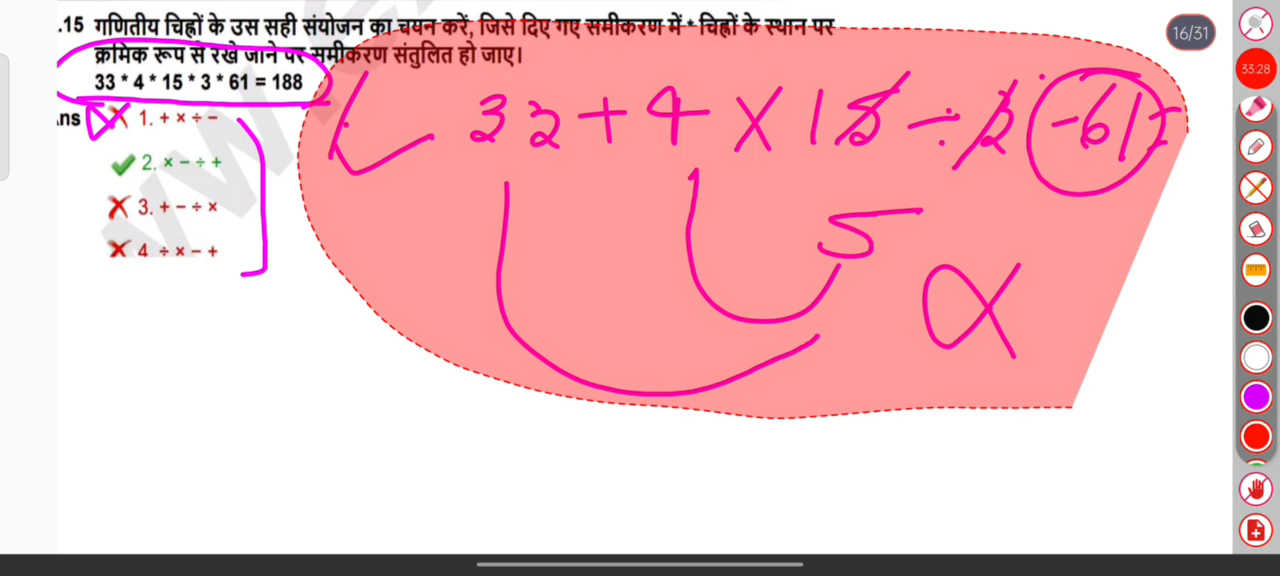 .15 गणितीय चिह्नों के उस सही संयोजन का चयन करें, जिसे दिए गए समीकरण में * चिह्नों के स्थान पर
क्रमिक रूप से रखे जाने पर समीकरण संतुलित हो जाए।
33 * 4 * 15 * 3 * 61 = 188
ns 1. + × ÷ −
2. × − ÷ +
3. + − ÷ ×
4 ÷ × − +
33 + 4 × 15 ÷ 3 - 61 =
5
16/31
33:28